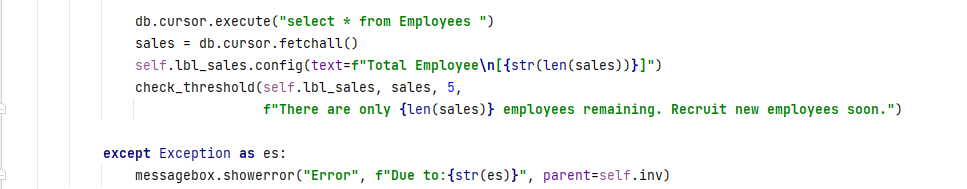 db.cursor.execute("select * from Employees ")
sales = db.cursor.fetchall()
self.lbl_sales.config(text=f"Total Employee\n[{str(len(sales))}]")
check_threshold(self.lbl_sales, sales, 5,
f"There are only {len(sales)} employees remaining. Recruit new employees soon.")
except Exception as es:
messagebox.showerror("Error", f"Due to:{str(es)}", parent=self.inv)